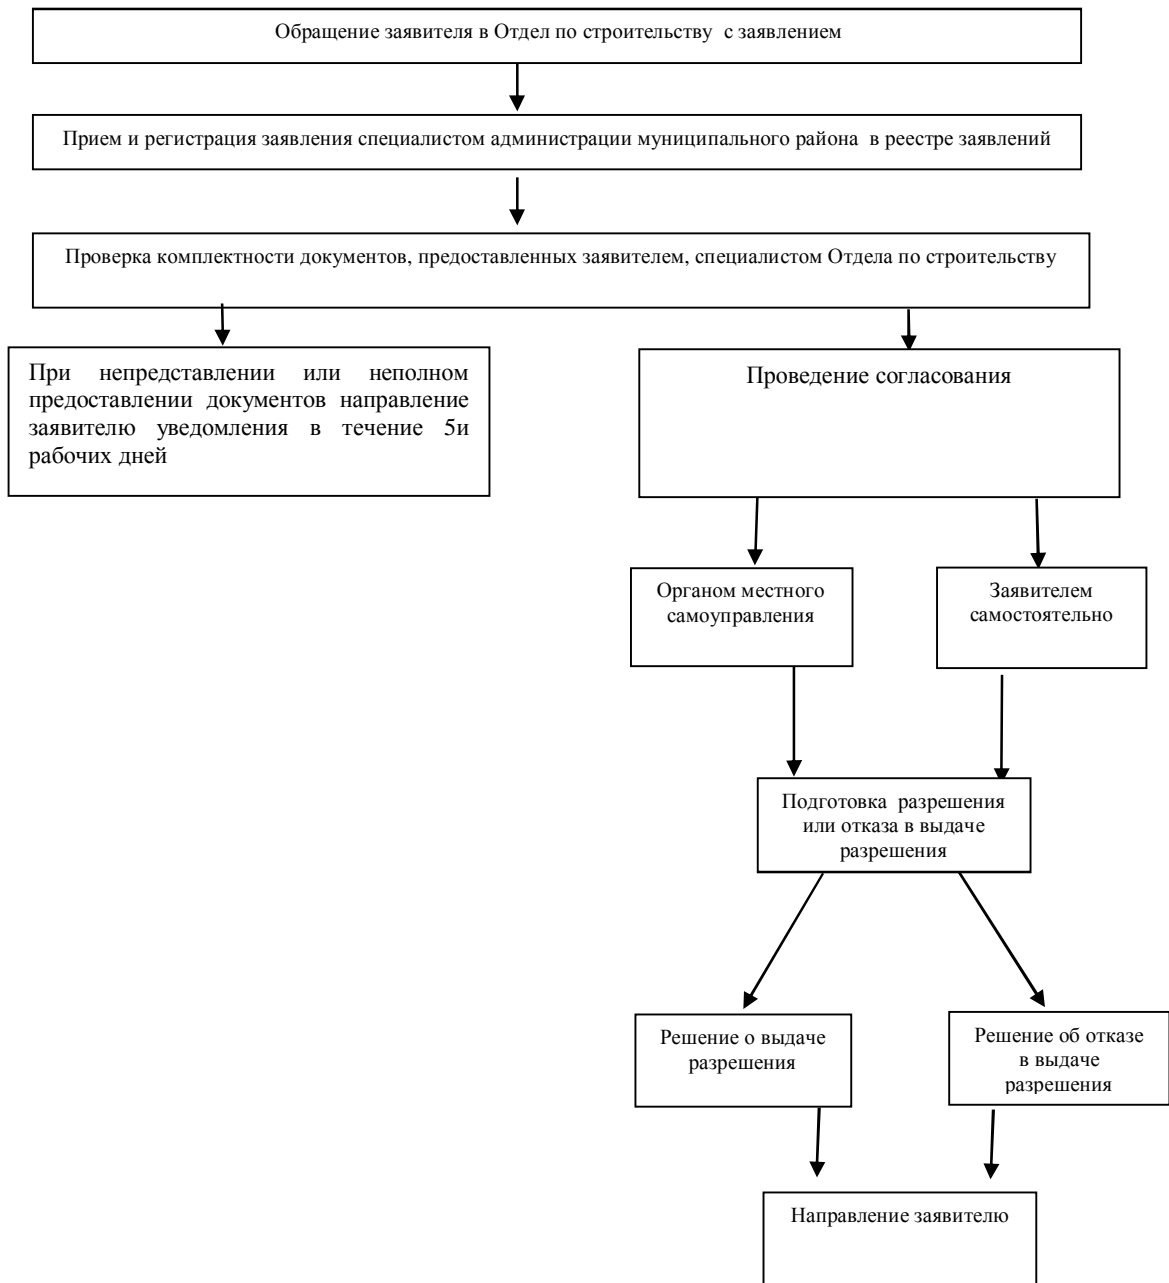 Обращение заявителя в Отдел по строительству с заявлением
Прием и регистрация заявления специалистом администрации муниципального района в реестре заявлений
Проверка комплектности документов, предоставленных заявителем, специалистом Отдела по строительству
При непредставлении или неполном
предоставлении документов направление
заявителю уведомления в течение 5и
рабочих дней
Проведение согласования
Органом местного
самоуправления
Заявителем
самостоятельно
Подготовка разрешения
или отказа в выдаче
разрешения
Решение о выдаче
разрешения
Решение об отказе
в выдаче
разрешения
Направление заявителю